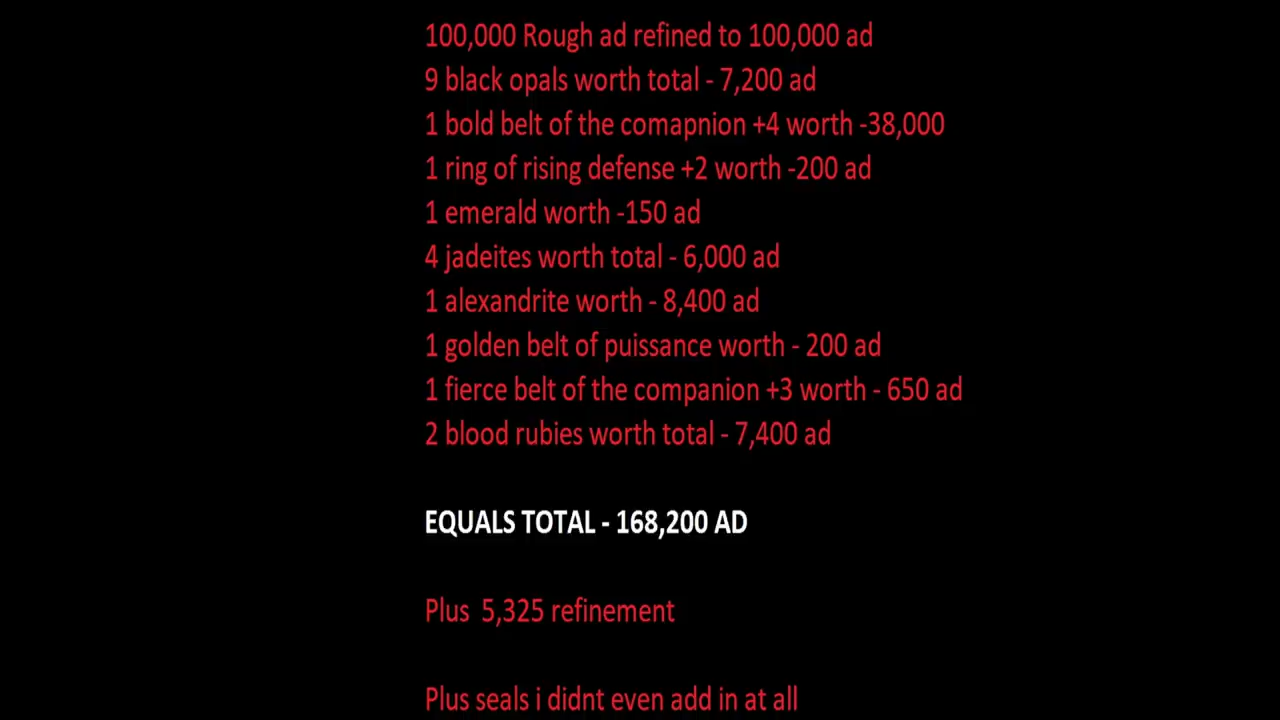 100,000 Rough ad refined to 100,000 ad
9 black opals worth total - 7,200 ad
1 bold belt of the comapnion +4 worth -38,000
1 ring of rising defense +2 worth -200 ad
1 emerald worth -150 ad
4 jadeites worth total - 6,000 ad
1 alexandrite worth - 8,400 ad
1 golden belt of puissance worth - 200 ad
1 fierce belt of the companion +3 worth - 650 ad
2 blood rubies worth total - 7,400 ad
EQUALS TOTAL - 168,200 AD
Plus  5,325 refinement
Plus seals i didnt even add in at all